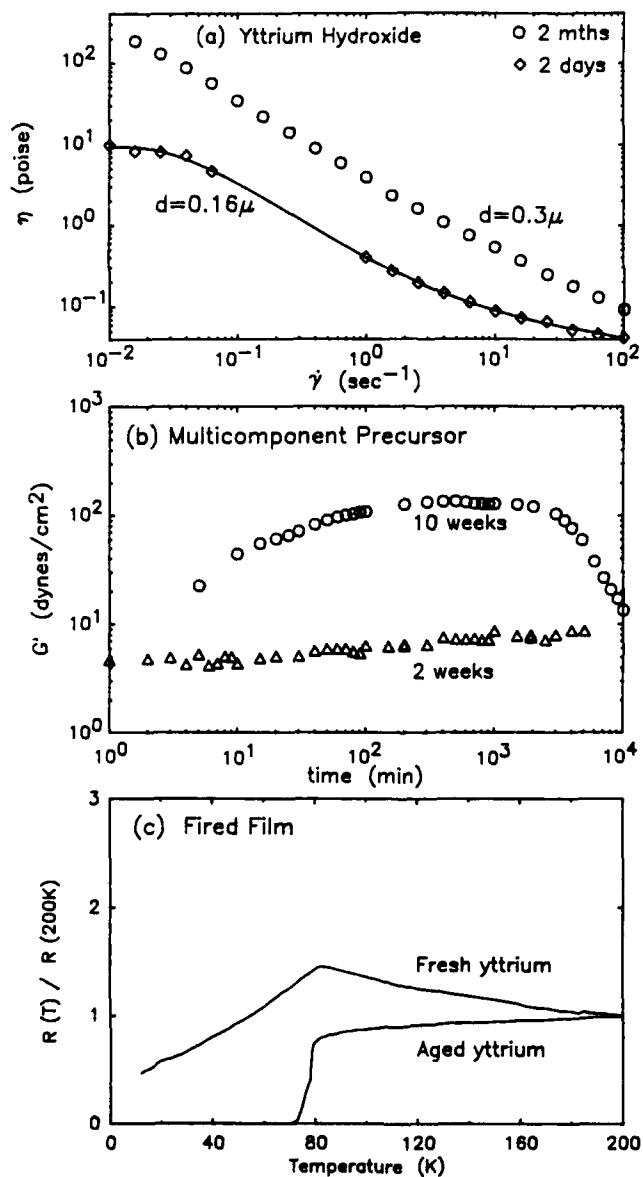 (a) Yttrium Hydroxide
○ 2 mths
◇ 2 days
10²
10¹
10⁰
10⁻¹
η (poise)
d=0.16μ
d=0.3μ
10⁻² 10⁻¹ 10⁰ 10¹ 10²
γ̇ (sec⁻¹)
(b) Multicomponent Precursor
10³
10²
10¹
10⁰
G' (dynes/cm²)
10 weeks
2 weeks
10⁰ 10¹ 10² 10³ 10⁴
time (min)
(c) Fired Film
3
2
1
0
R(T) / R(200K)
Fresh yttrium
Aged yttrium
0 40 80 120 160 200
Temperature (K)